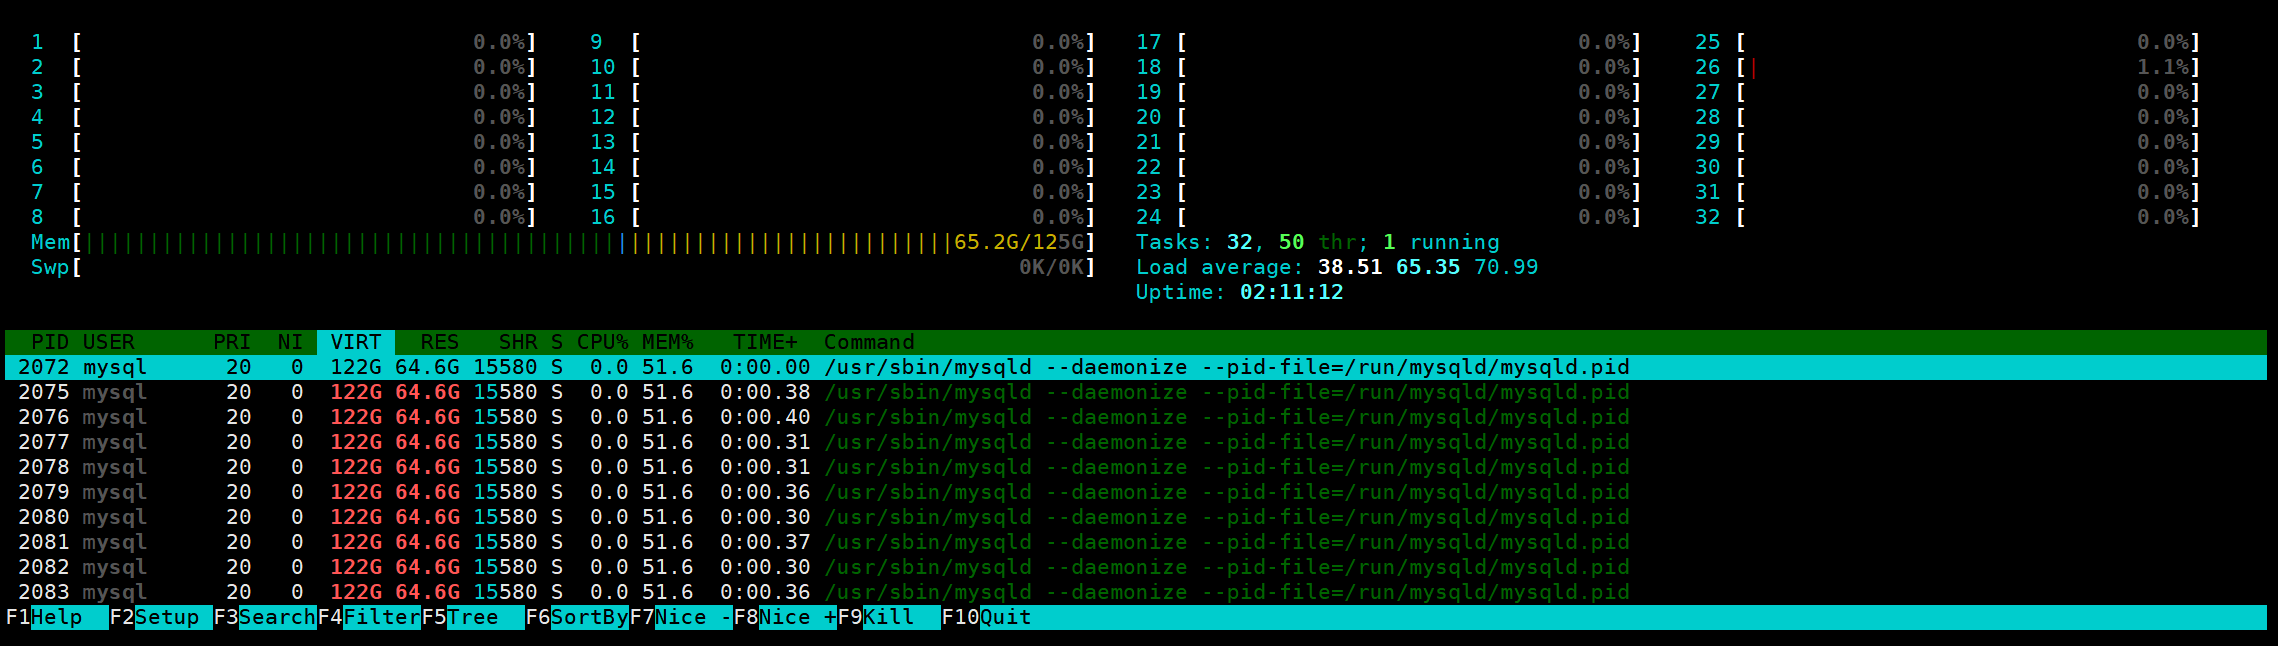 1 [ 0.0%] 9 [ 0.0%] 17 [ 0.0%] 25 [ 0.0%]
2 [ 0.0%] 10 [ 0.0%] 18 [ 0.0%] 26 [| 1.1%]
3 [ 0.0%] 11 [ 0.0%] 19 [ 0.0%] 27 [ 0.0%]
4 [ 0.0%] 12 [ 0.0%] 20 [ 0.0%] 28 [ 0.0%]
5 [ 0.0%] 13 [ 0.0%] 21 [ 0.0%] 29 [ 0.0%]
6 [ 0.0%] 14 [ 0.0%] 22 [ 0.0%] 30 [ 0.0%]
7 [ 0.0%] 15 [ 0.0%] 23 [ 0.0%] 31 [ 0.0%]
8 [ 0.0%] 16 [ 0.0%] 24 [ 0.0%] 32 [ 0.0%]
Mem[|||||||||||||||||||||||||||||||||||||||||||||||||||||||||||||||||||65.2G/125G] Tasks: 32, 50 thr; 1 running
Swp[ 0K/0K] Load average: 38.51 65.35 70.99
Uptime: 02:11:12
PID USER PRI NI VIRT RES SHR S CPU% MEM% TIME+ Command
2072 mysql 20 0 122G 64.6G 15580 S 0.0 51.6 0:00.00 /usr/sbin/mysqld --daemonize --pid-file=/run/mysqld/mysqld.pid
2075 mysql 20 0 122G 64.6G 15580 S 0.0 51.6 0:00.38 /usr/sbin/mysqld --daemonize --pid-file=/run/mysqld/mysqld.pid
2076 mysql 20 0 122G 64.6G 15580 S 0.0 51.6 0:00.40 /usr/sbin/mysqld --daemonize --pid-file=/run/mysqld/mysqld.pid
2077 mysql 20 0 122G 64.6G 15580 S 0.0 51.6 0:00.31 /usr/sbin/mysqld --daemonize --pid-file=/run/mysqld/mysqld.pid
2078 mysql 20 0 122G 64.6G 15580 S 0.0 51.6 0:00.31 /usr/sbin/mysqld --daemonize --pid-file=/run/mysqld/mysqld.pid
2079 mysql 20 0 122G 64.6G 15580 S 0.0 51.6 0:00.36 /usr/sbin/mysqld --daemonize --pid-file=/run/mysqld/mysqld.pid
2080 mysql 20 0 122G 64.6G 15580 S 0.0 51.6 0:00.30 /usr/sbin/mysqld --daemonize --pid-file=/run/mysqld/mysqld.pid
2081 mysql 20 0 122G 64.6G 15580 S 0.0 51.6 0:00.37 /usr/sbin/mysqld --daemonize --pid-file=/run/mysqld/mysqld.pid
2082 mysql 20 0 122G 64.6G 15580 S 0.0 51.6 0:00.30 /usr/sbin/mysqld --daemonize --pid-file=/run/mysqld/mysqld.pid
2083 mysql 20 0 122G 64.6G 15580 S 0.0 51.6 0:00.36 /usr/sbin/mysqld --daemonize --pid-file=/run/mysqld/mysqld.pid
F1Help F2Setup F3SearchF4FilterF5Tree F6SortByF7Nice -F8Nice +F9Kill F10Quit